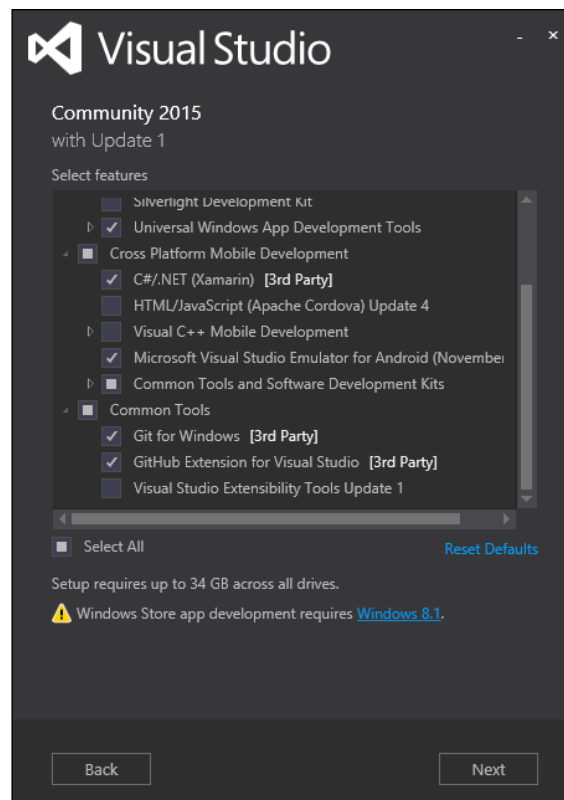 Visual Studio
Community 2015
with Update 1
Select features
Silverlight Development Kit
Universal Windows App Development Tools
Cross Platform Mobile Development
C#/.NET (Xamarin) [3rd Party]
HTML/JavaScript (Apache Cordova) Update 4
Visual C++ Mobile Development
Microsoft Visual Studio Emulator for Android (November
Common Tools and Software Development Kits
Common Tools
Git for Windows [3rd Party]
GitHub Extension for Visual Studio [3rd Party]
Visual Studio Extensibility Tools Update 1
Select All Reset Defaults
Setup requires up to 34 GB across all drives.
Windows Store app development requires Windows 8.1.
Back Next